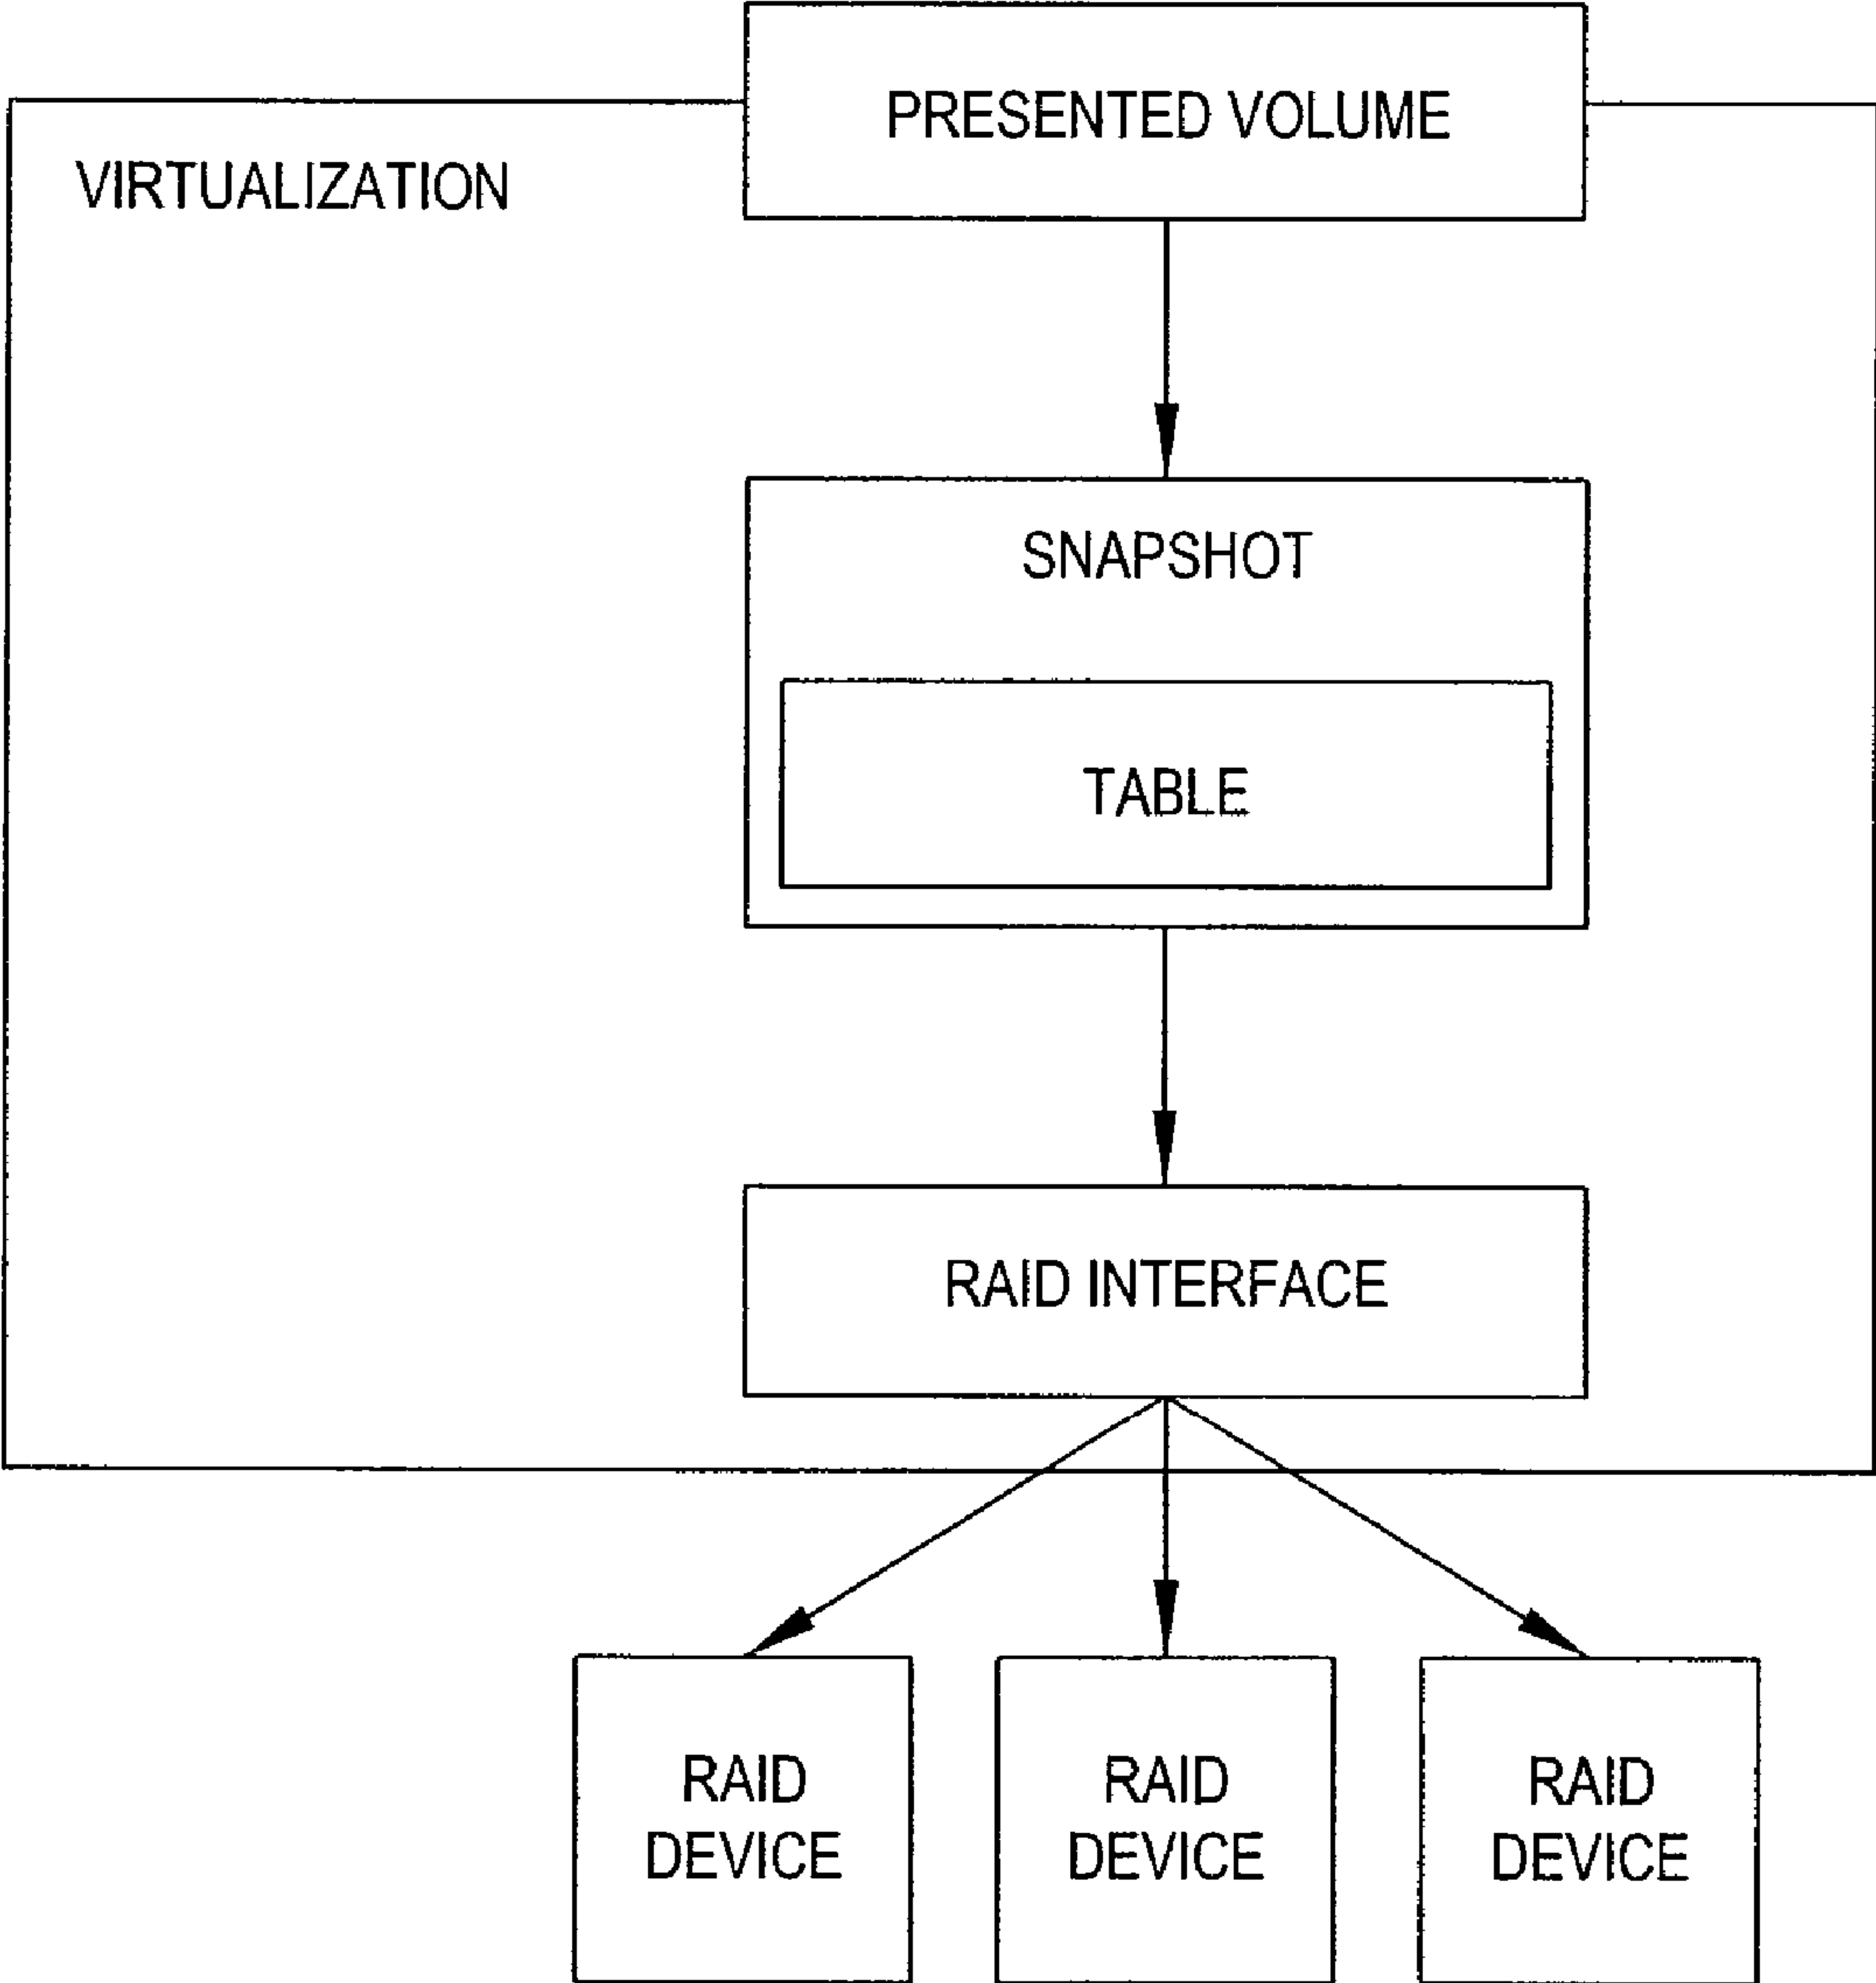 PRESENTED VOLUME
VIRTUALIZATION
SNAPSHOT
TABLE
RAID INTERFACE
RAID
DEVICE
RAID
DEVICE
RAID
DEVICE